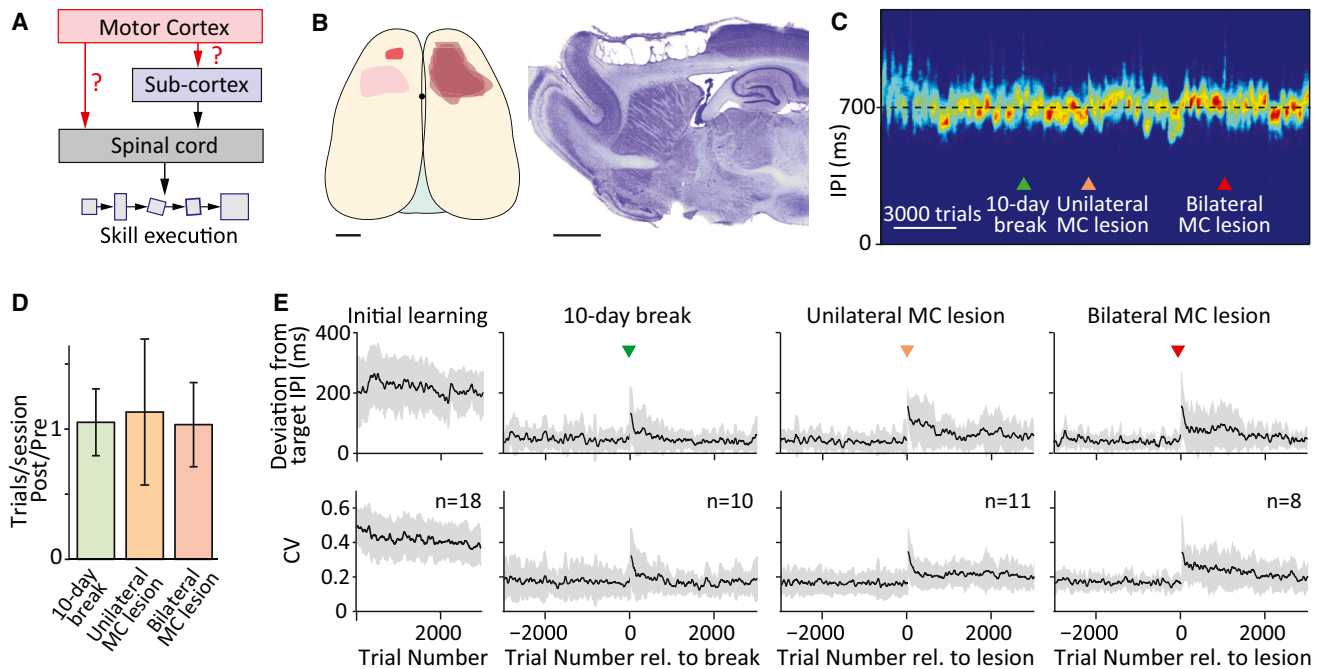 A
Motor Cortex
?
?
Sub-cortex
Spinal cord
Skill execution
B
C
IPI (ms)
700
0
3000 trials
10-day
break
Unilateral
MC lesion
Bilateral
MC lesion
D
Trials/session
Post/Pre
1
0
10-day
break
Unilateral
MC lesion
Bilateral
MC lesion
E
Initial learning
10-day break
Unilateral MC lesion
Bilateral MC lesion
Deviation from
target IPI (ms)
400
200
0
−2000 0 2000
−2000 0 2000
−2000 0 2000
CV
0.6
0.4
0.2
0
n=18
n=10
n=11
n=8
2000
Trial Number
Trial Number rel. to break
Trial Number rel. to lesion
Trial Number rel. to lesion